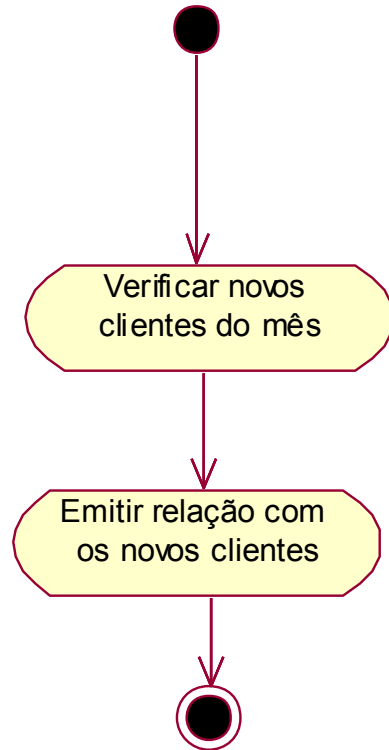 Verificar novos
clientes do mês
Emitir relação com
os novos clientes